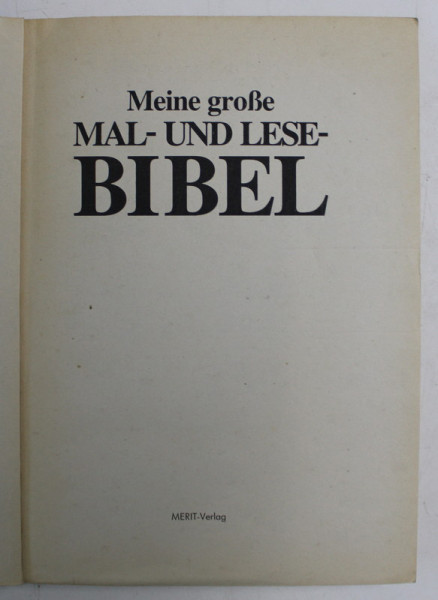 Meine große
MAL- UND LESE-
BIBEL
MERIT-Verlag